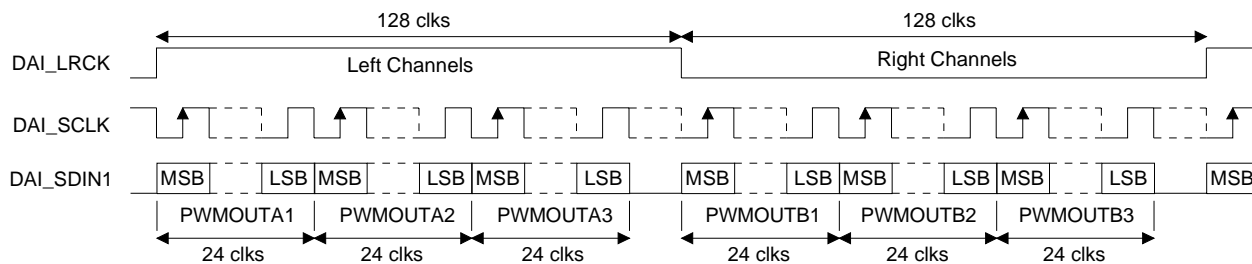 128 clks 128 clks
DAI_LRCK Left Channels Right Channels
DAI_SCLK
DAI_SDIN1 MSB LSB MSB LSB MSB LSB MSB LSB MSB LSB MSB LSB MSB
PWMOUTA1 PWMOUTA2 PWMOUTA3 PWMOUTB1 PWMOUTB2 PWMOUTB3
24 clks 24 clks 24 clks 24 clks 24 clks 24 clks